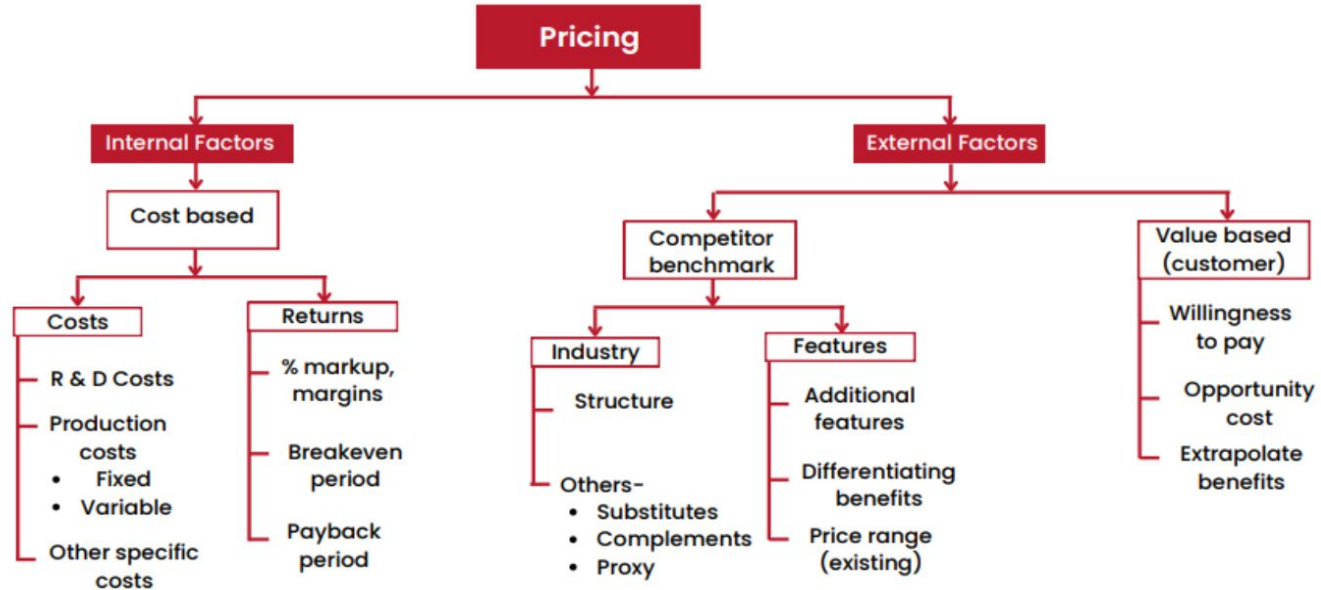 Pricing
Internal Factors
External Factors
Cost based
Competitor
benchmark
Value based
(customer)
Costs
R & D Costs
Production
costs
• Fixed
• Variable
Other specific
costs
Returns
% markup,
margins
Breakeven
period
Payback
period
Industry
Structure
Others-
• Substitutes
• Complements
• Proxy
Features
Additional
features
Differentiating
benefits
Price range
(existing)
Willingness
to pay
Opportunity
cost
Extrapolate
benefits